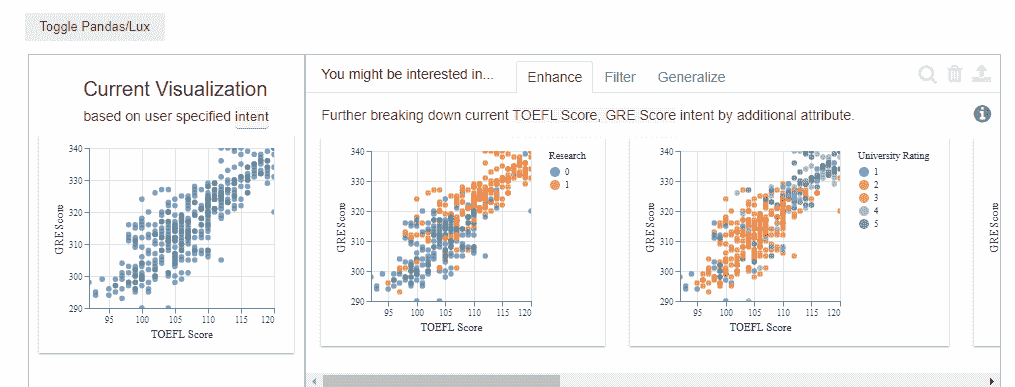 Toggle Pandas/Lux
Current Visualization
based on user specified intent
340
330
320
310
300
290
GRE Score
95 100 105 110 115 120
TOEFL Score
You might be interested in...
Enhance
Filter
Generalize
Further breaking down current TOEFL Score, GRE Score intent by additional attribute.
340
330
320
310
300
290
GRE Score
95 100 105 110 115 120
TOEFL Score
Research
0
1
340
330
320
310
300
290
GRE Score
95 100 105 110 115 120
TOEFL Score
University Rating
1
2
3
4
5
GRE Score